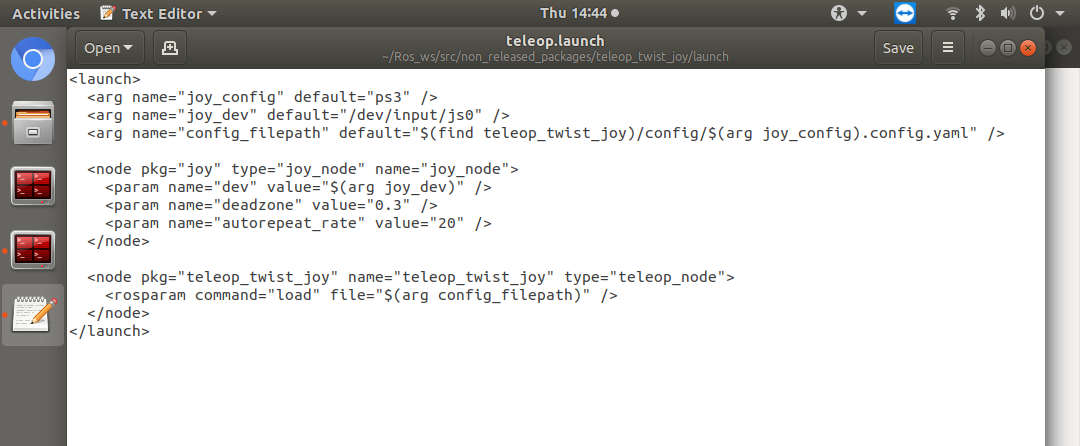 Activities Text Editor Thu 14:44
Open teleop.launch Save
~/Ros_ws/src/non_released_packages/teleop_twist_joy/launch
<launch>
  <arg name="joy_config" default="ps3" />
  <arg name="joy_dev" default="/dev/input/js0" />
  <arg name="config_filepath" default="$(find teleop_twist_joy)/config/$(arg joy_config).config.yaml" />

  <node pkg="joy" type="joy_node" name="joy_node">
    <param name="dev" value="$(arg joy_dev)" />
    <param name="deadzone" value="0.3" />
    <param name="autorepeat_rate" value="20" />
  </node>

  <node pkg="teleop_twist_joy" name="teleop_twist_joy" type="teleop_node">
    <rosparam command="load" file="$(arg config_filepath)" />
  </node>
</launch>